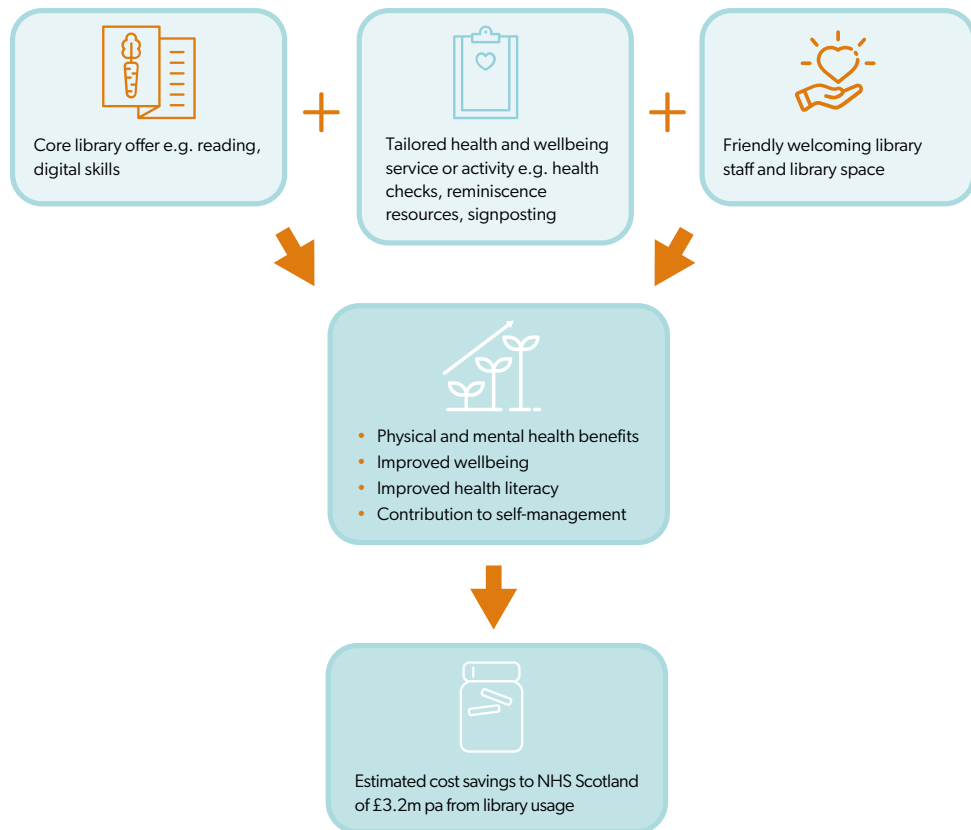 Core library offer e.g. reading,
digital skills
Tailored health and wellbeing
service or activity e.g. health
checks, reminiscence
resources, signposting
Friendly welcoming library
staff and library space
• Physical and mental health benefits
• Improved wellbeing
• Improved health literacy
• Contribution to self-management
Estimated cost savings to NHS Scotland
of £3.2m pa from library usage